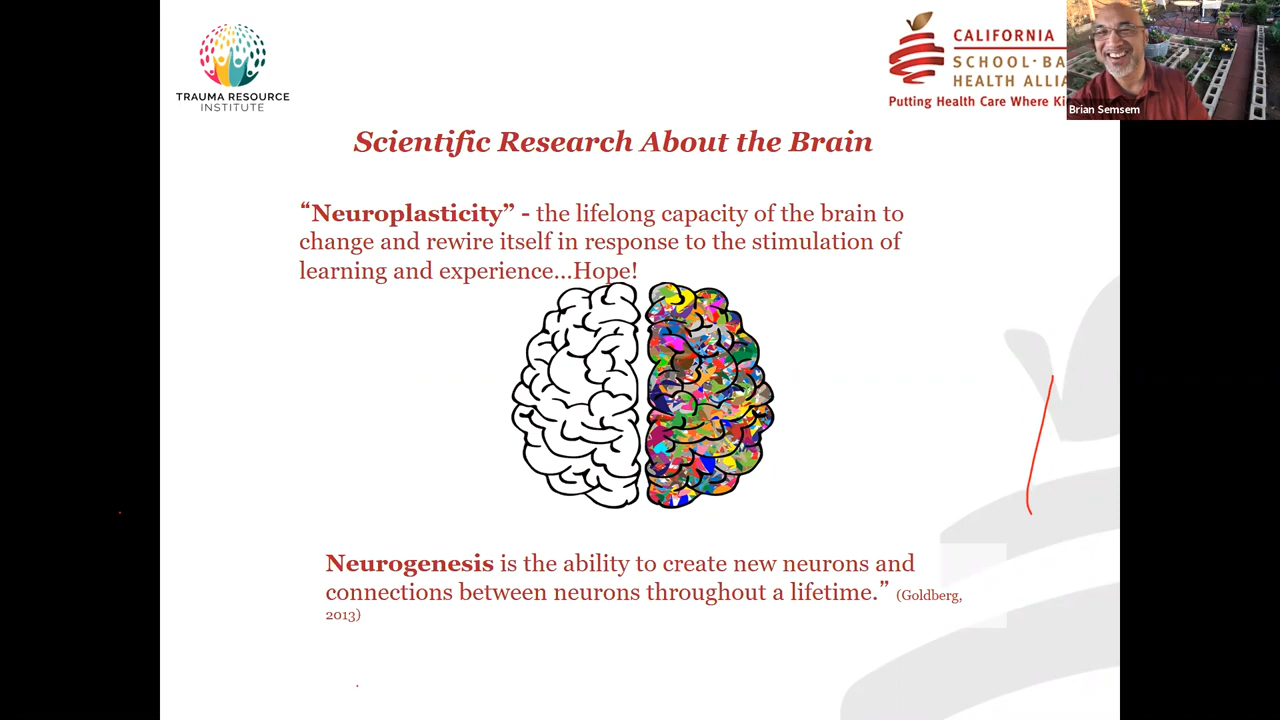 TRAUMA RESOURCE
INSTITUTE
CALIFORNIA
SCHOOL·BA
HEALTH ALLIA
Putting Health Care Where Ki
Brian Semsem
Scientific Research About the Brain
“Neuroplasticity” - the lifelong capacity of the brain to
change and rewire itself in response to the stimulation of
learning and experience…Hope!
Neurogenesis is the ability to create new neurons and
connections between neurons throughout a lifetime.” (Goldberg,
2013)